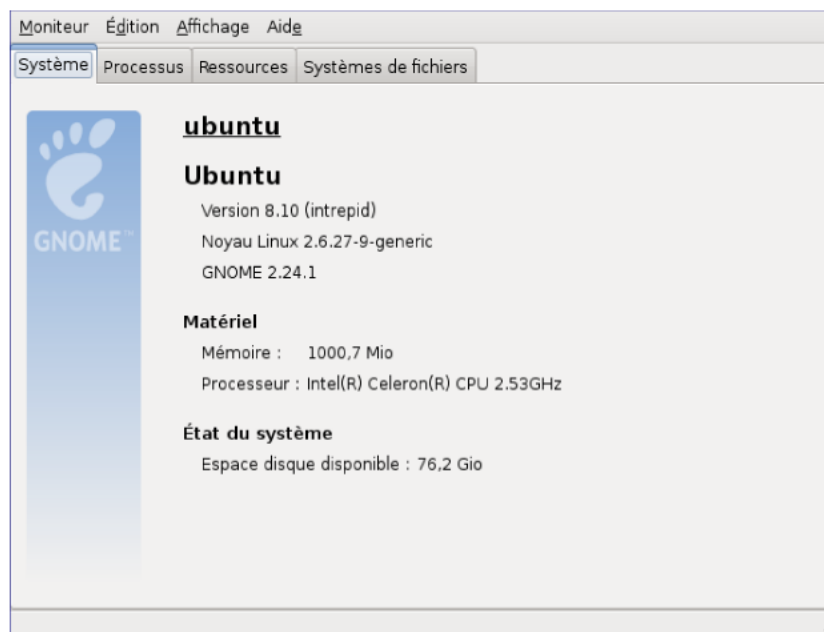 Moniteur Édition Affichage Aide
Système Processus Ressources Systèmes de fichiers
ubuntu
Ubuntu
Version 8.10 (intrepid)
Noyau Linux 2.6.27-9-generic
GNOME 2.24.1
GNOME™
Matériel
Mémoire : 1000,7 Mio
Processeur : Intel(R) Celeron(R) CPU 2.53GHz
État du système
Espace disque disponible : 76,2 Gio